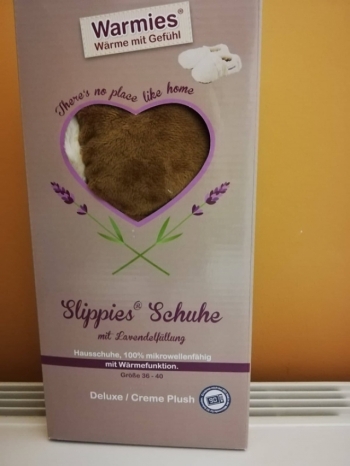 Warmies®
Wärme mit Gefühl
There's no place like home
Slippies® Schuhe
mit Lavendelfüllung
Hausschuhe, 100% mikrowellenfähig
mit Wärmefunktion.
Größe 36 - 40
Deluxe / Creme Plush